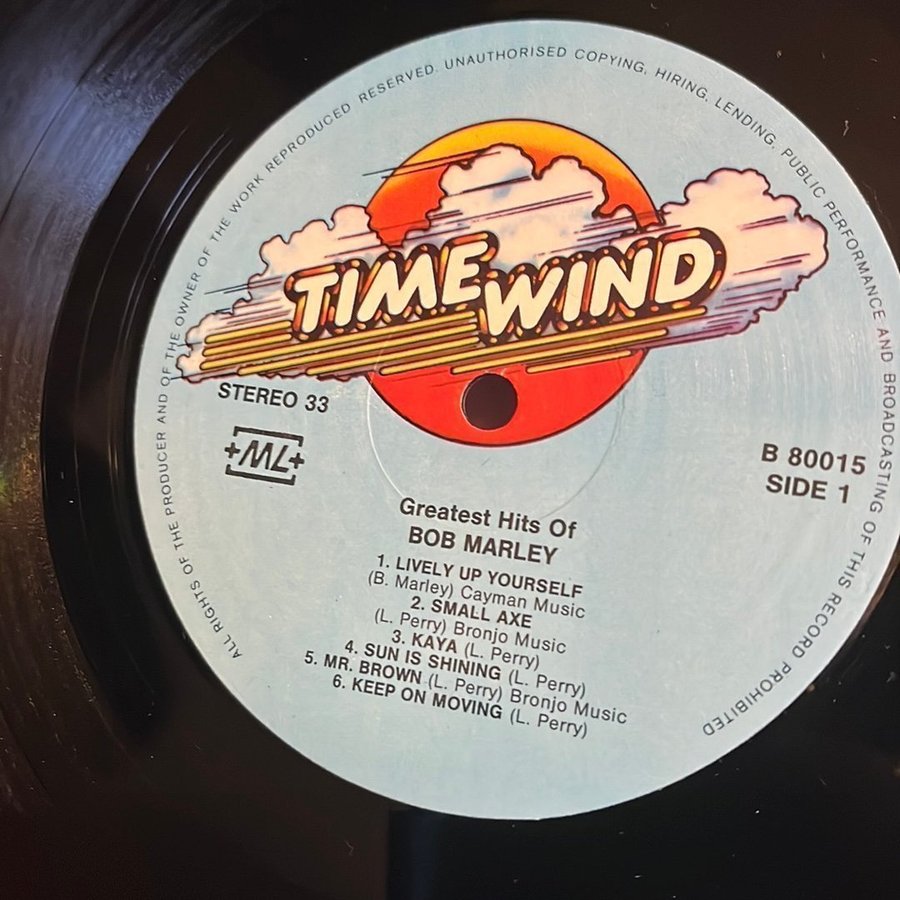 ALL RIGHTS OF THE PRODUCER AND OF THE OWNER OF THE WORK REPRODUCED RESERVED. UNAUTHORISED COPYING, HIRING, LENDING, PUBLIC PERFORMANCE AND BROADCASTING OF THIS RECORD PROHIBITED
TIME WIND
STEREO 33
B 80015
SIDE 1
Greatest Hits Of
BOB MARLEY
1. LIVELY UP YOURSELF
(B. Marley) Cayman Music
2. SMALL AXE
(L. Perry) Bronjo Music
3. KAYA (L. Perry)
4. SUN IS SHINING (L. Perry)
5. MR. BROWN (L. Perry) Bronjo Music
6. KEEP ON MOVING (L. Perry)